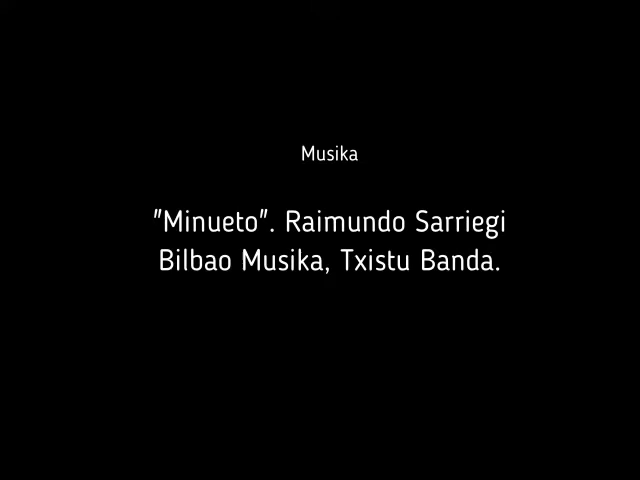 Musika
"Minueto". Raimundo Sarriegi
Bilbao Musika, Txistu Banda.